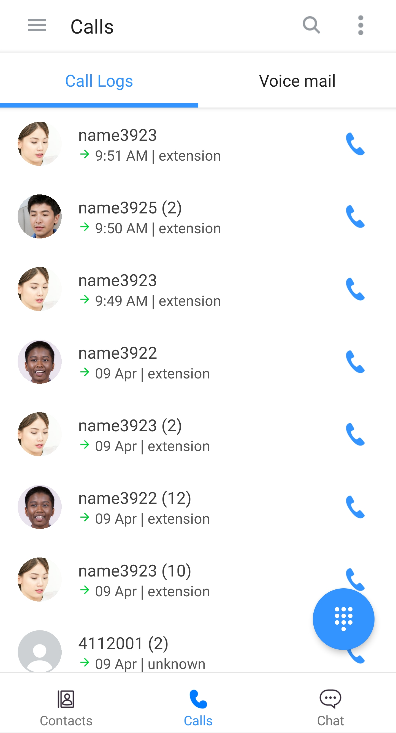 Calls
Call Logs
Voice mail
name3923
9:51 AM | extension
name3925 (2)
9:50 AM | extension
name3923
9:49 AM | extension
name3922
09 Apr | extension
name3923 (2)
09 Apr | extension
name3922 (12)
09 Apr | extension
name3923 (10)
09 Apr | extension
4112001 (2)
09 Apr | unknown
Contacts
Calls
Chat